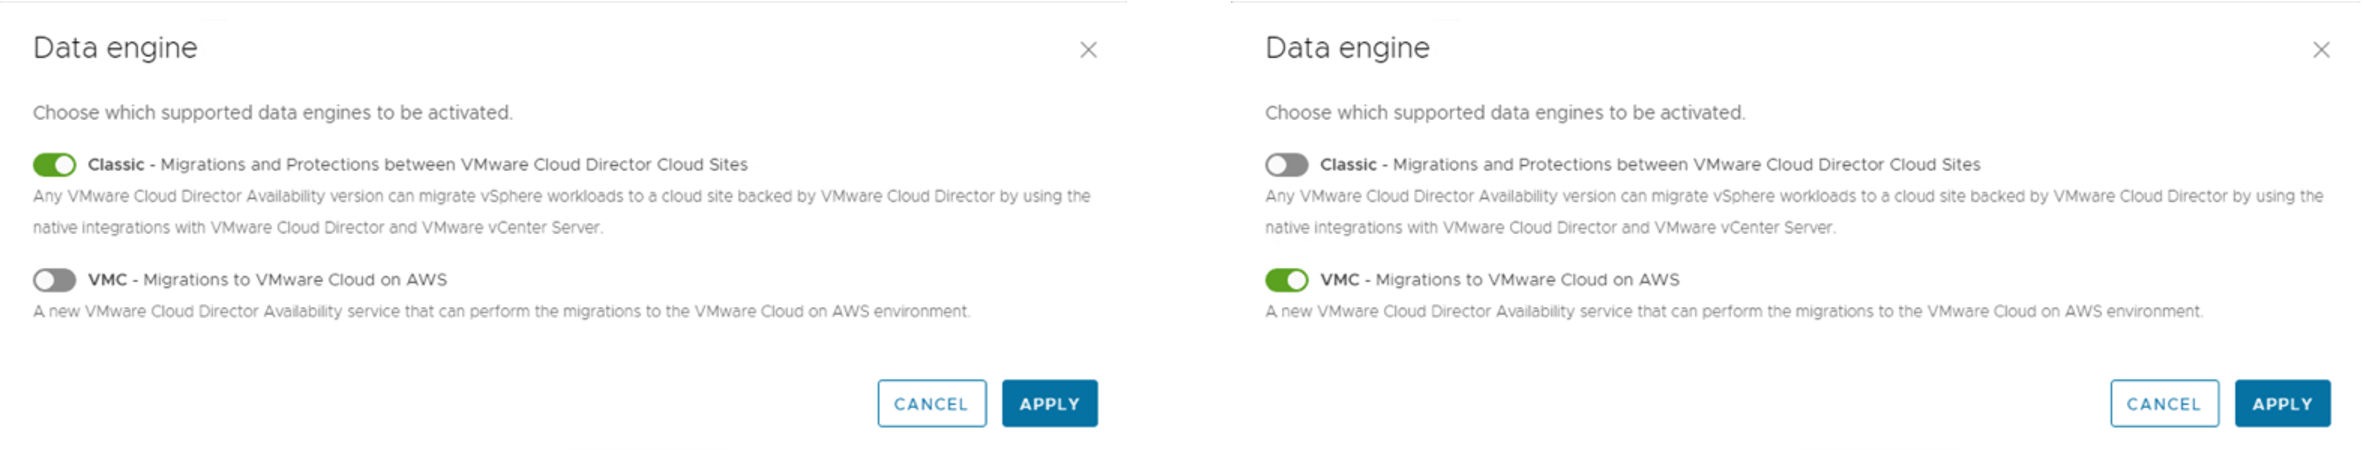 Data engine
Choose which supported data engines to be activated.
Classic - Migrations and Protections between VMware Cloud Director Cloud Sites
Any VMware Cloud Director Availability version can migrate vSphere workloads to a cloud site backed by VMware Cloud Director by using the
native integrations with VMware Cloud Director and VMware vCenter Server.
VMC - Migrations to VMware Cloud on AWS
A new VMware Cloud Director Availability service that can perform the migrations to the VMware Cloud on AWS environment.
CANCEL APPLY
Data engine
Choose which supported data engines to be activated.
Classic - Migrations and Protections between VMware Cloud Director Cloud Sites
Any VMware Cloud Director Availability version can migrate vSphere workloads to a cloud site backed by VMware Cloud Director by using the
native integrations with VMware Cloud Director and VMware vCenter Server.
VMC - Migrations to VMware Cloud on AWS
A new VMware Cloud Director Availability service that can perform the migrations to the VMware Cloud on AWS environment.
CANCEL APPLY